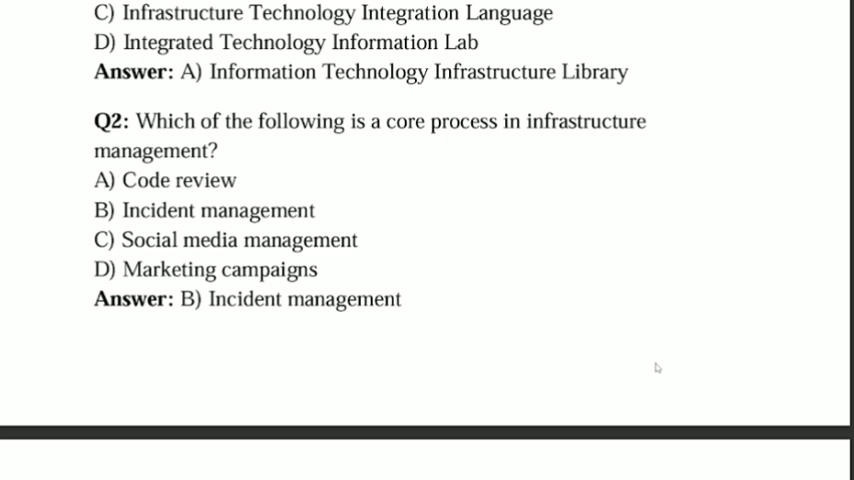 C) Infrastructure Technology Integration Language
D) Integrated Technology Information Lab
Answer: A) Information Technology Infrastructure Library
Q2: Which of the following is a core process in infrastructure
management?
A) Code review
B) Incident management
C) Social media management
D) Marketing campaigns
Answer: B) Incident management